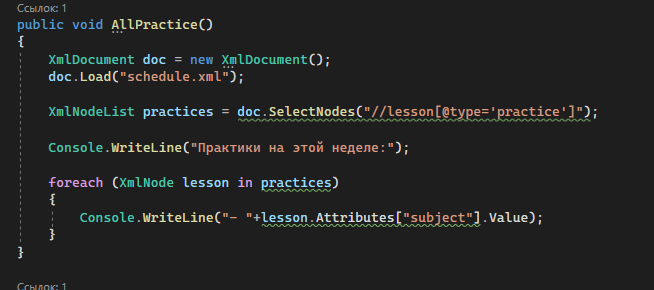 Ссылок: 1
public void AllPractice()
{
XmlDocument doc = new XmlDocument();
doc.Load("schedule.xml");
XmlNodeList practices = doc.SelectNodes("//lesson[@type='practice']");
Console.WriteLine("Практики на этой неделе:");
foreach (XmlNode lesson in practices)
{
Console.WriteLine("- "+lesson.Attributes["subject"].Value);
}
}
Ссылок: 1